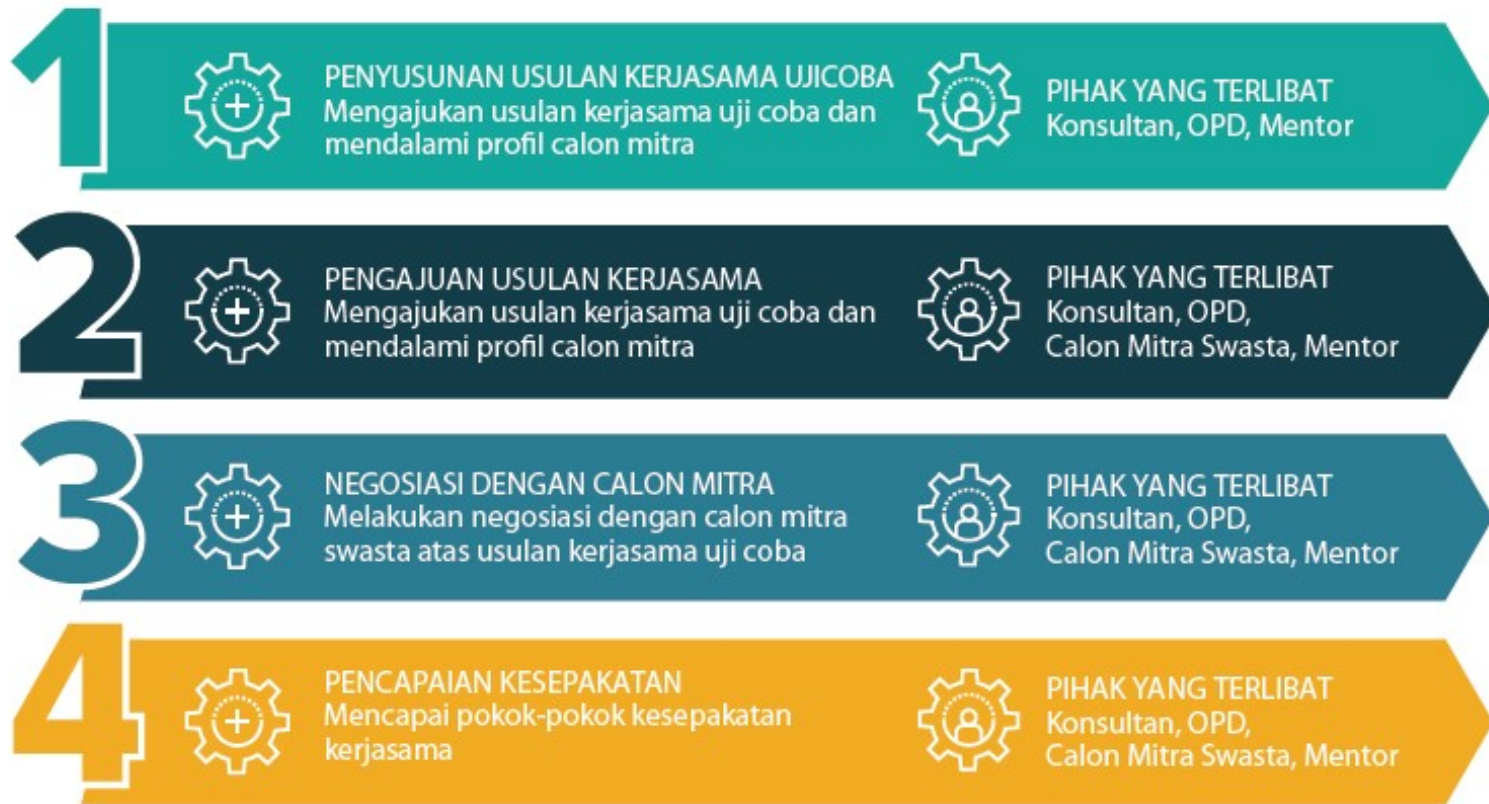 1
PENYUSUNAN USULAN KERJASAMA UJICOBA
Mengajukan usulan kerjasama uji coba dan
mendalami profil calon mitra
PIHAK YANG TERLIBAT
Konsultan, OPD, Mentor
2
PENGAJUAN USULAN KERJASAMA
Mengajukan usulan kerjasama uji coba dan
mendalami profil calon mitra
PIHAK YANG TERLIBAT
Konsultan, OPD,
Calon Mitra Swasta, Mentor
3
NEGOSIASI DENGAN CALON MITRA
Melakukan negosiasi dengan calon mitra
swasta atas usulan kerjasama uji coba
PIHAK YANG TERLIBAT
Konsultan, OPD,
Calon Mitra Swasta, Mentor
4
PENCAPAIAN KESEPAKATAN
Mencapai pokok-pokok kesepakatan
kerjasama
PIHAK YANG TERLIBAT
Konsultan, OPD,
Calon Mitra Swasta, Mentor